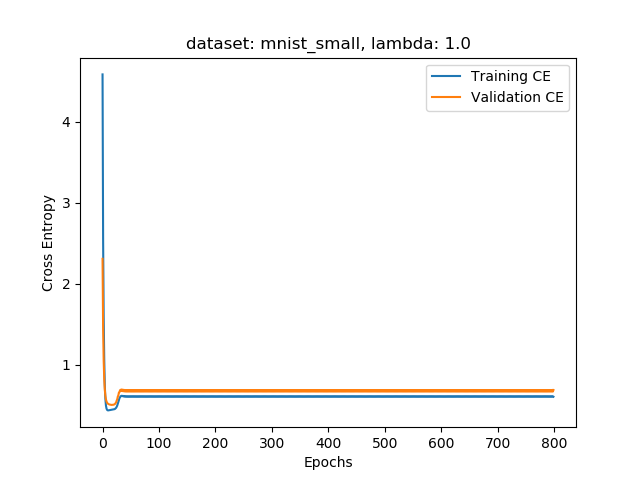 dataset: mnist_small, lambda: 1.0
Training CE
Validation CE
4
3
2
1
Cross Entropy
0 100 200 300 400 500 600 700 800
Epochs